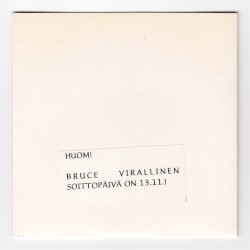 HUOM!
BRUCE VIRALLINEN
SOITTOPÄIVÄ ON 13.11.!